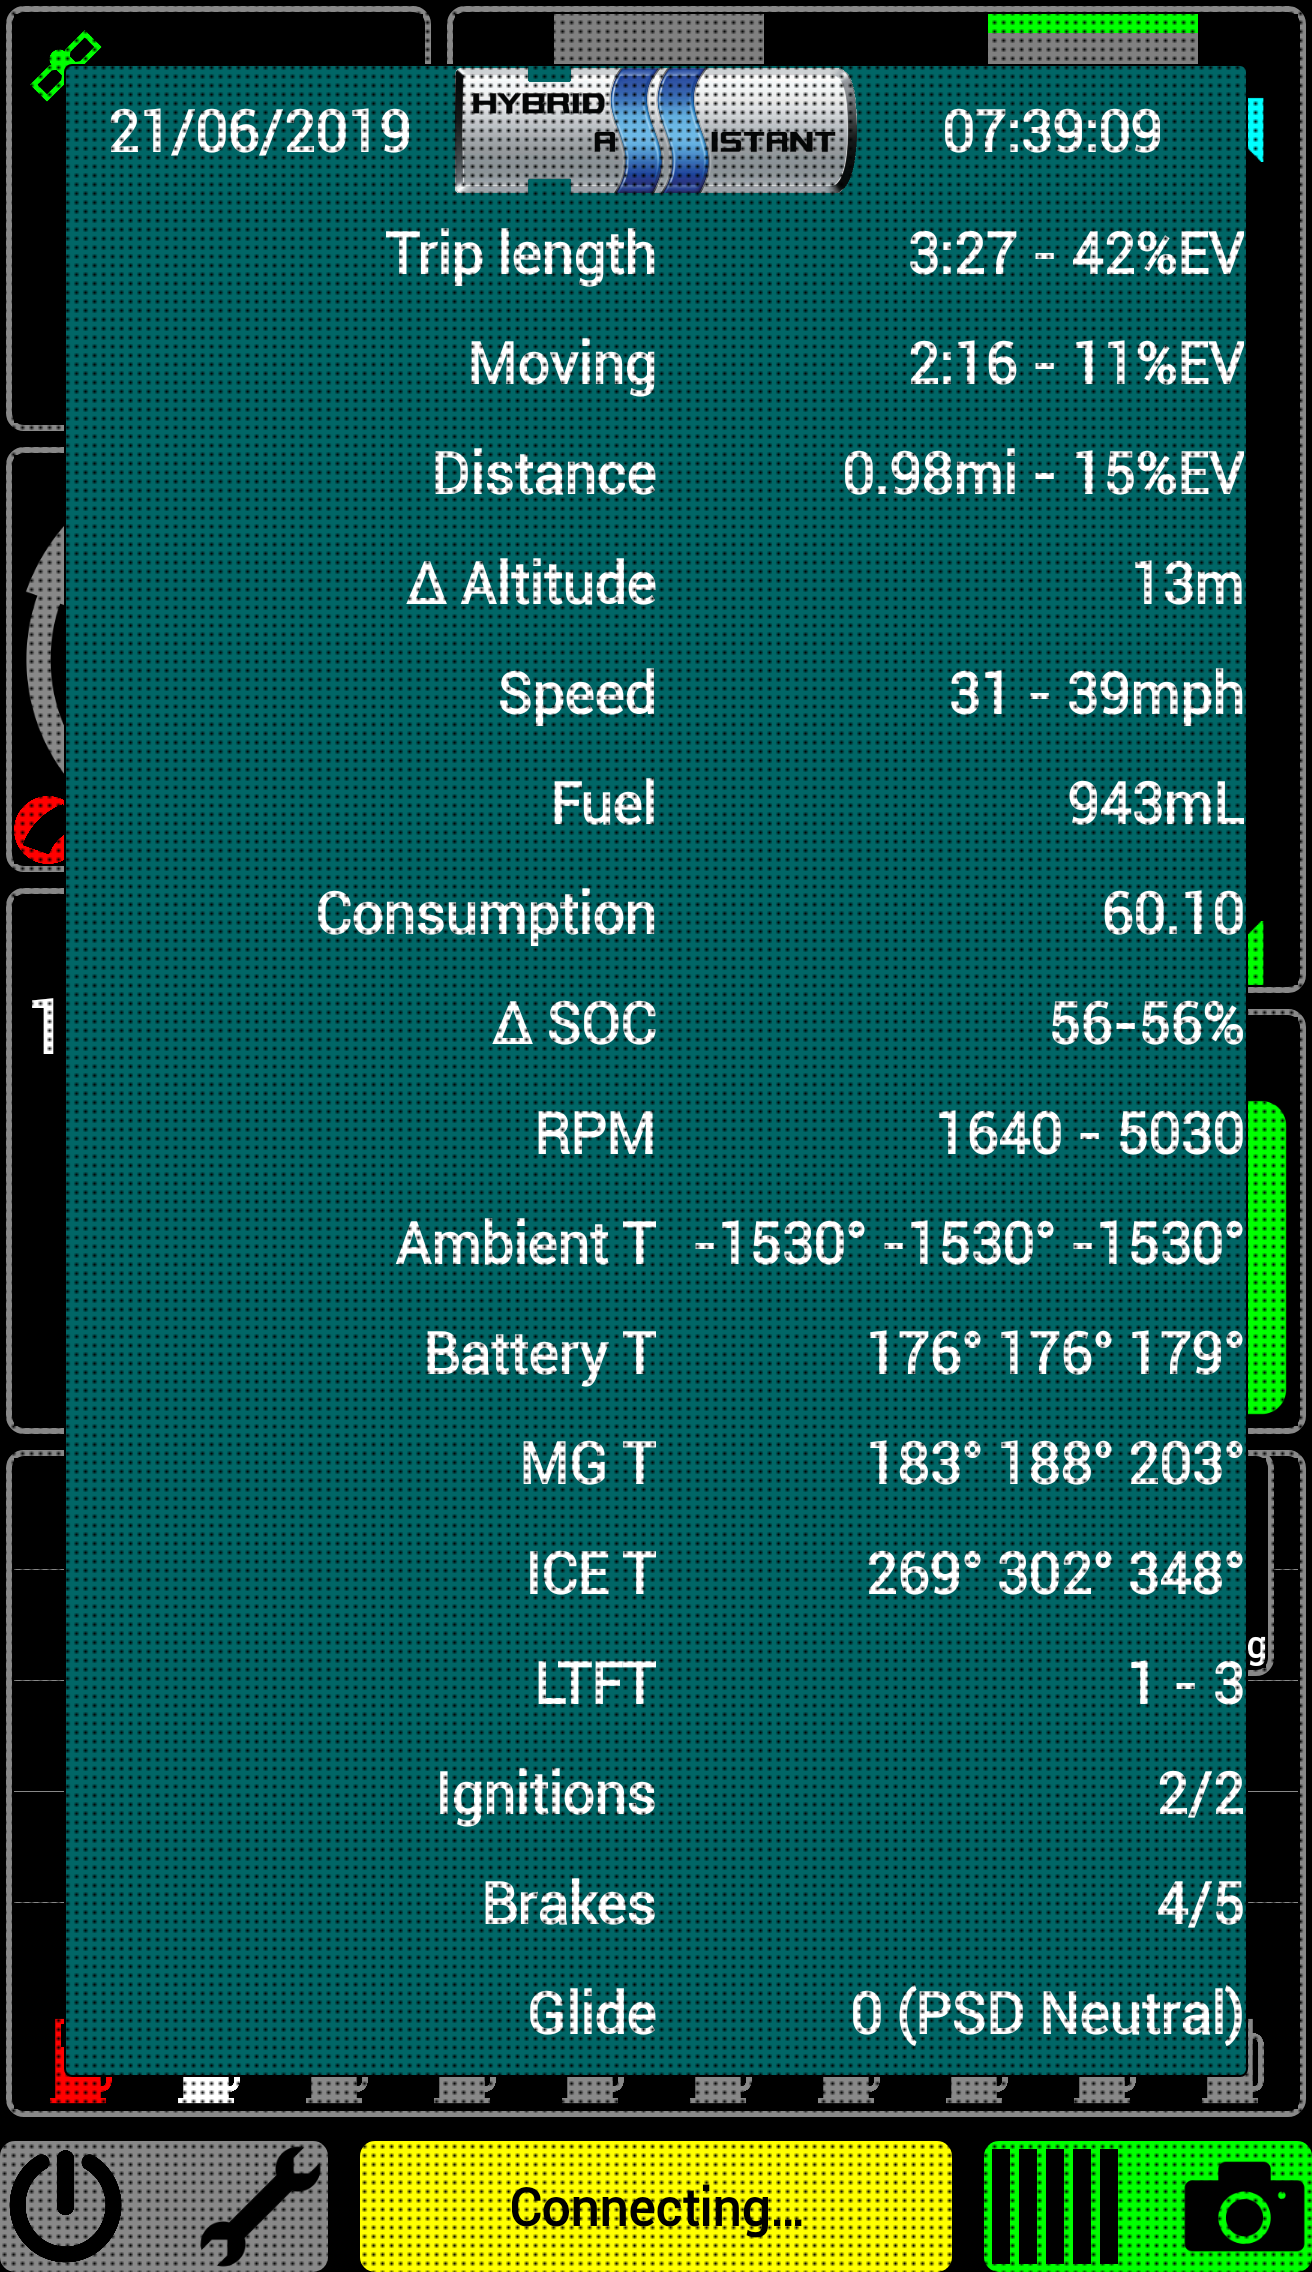 21/06/2019
HYBRID
A SS ISTANT
07:39:09
Trip length 3:27 - 42%EV
Moving 2:16 - 11%EV
Distance 0.98mi - 15%EV
Δ Altitude 13m
Speed 31 - 39mph
Fuel 943mL
Consumption 60.10
Δ SOC 56-56%
1
RPM 1640 - 5030
Ambient T -1530° -1530° -1530°
Battery T 176° 176° 179°
MG T 183° 188° 203°
ICE T 269° 302° 348°
g
LTFT 1 - 3
Ignitions 2/2
Brakes 4/5
Glide 0 (PSD Neutral)
Connecting...